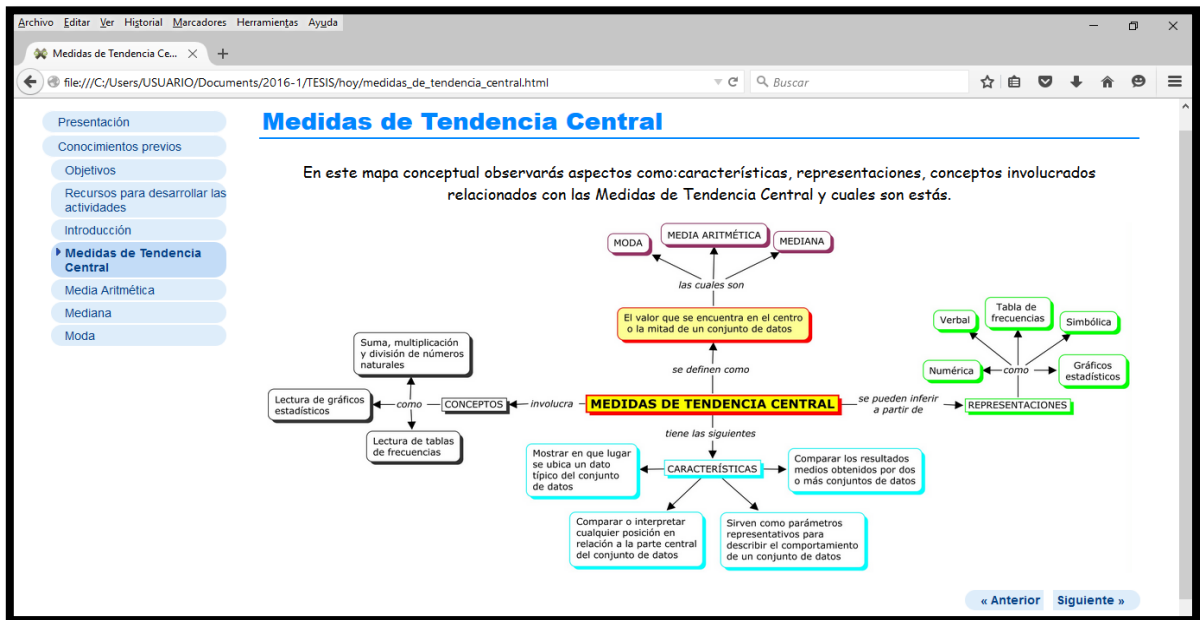 Archivo Editar Ver Historial Marcadores Herramientas Ayuda
Medidas de Tendencia Ce...
file:///C:/Users/USUARIO/Documents/2016-1/TESIS/hoy/medidas_de_tendencia_central.html
Buscar
Presentación
Conocimientos previos
Objetivos
Recursos para desarrollar las
actividades
Introducción
Medidas de Tendencia
Central
Media Aritmética
Mediana
Moda
Medidas de Tendencia Central
En este mapa conceptual observarás aspectos como:características, representaciones, conceptos involucrados
relacionados con las Medidas de Tendencia Central y cuales son estás.
MODA
MEDIA ARITMÉTICA
MEDIANA
las cuales son
El valor que se encuentra en el centro
o la mitad de un conjunto de datos
se definen como
Suma, multiplicación
y división de números
naturales
Lectura de gráficos
estadísticos
como
CONCEPTOS
involucra
Lectura de tablas
de frecuencias
MEDIDAS DE TENDENCIA CENTRAL
se pueden inferir
a partir de
REPRESENTACIONES
como
Verbal
Tabla de
frecuencias
Simbólica
Numérica
Gráficos
estadísticos
tiene las siguientes
CARACTERÍSTICAS
Mostrar en que lugar
se ubica un dato
típico del conjunto
de datos
Comparar los resultados
medios obtenidos por dos
o más conjuntos de datos
Comparar o interpretar
cualquier posición en
relación a la parte central
del conjunto de datos
Sirven como parámetros
representativos para
describir el comportamiento
de un conjunto de datos
« Anterior
Siguiente »